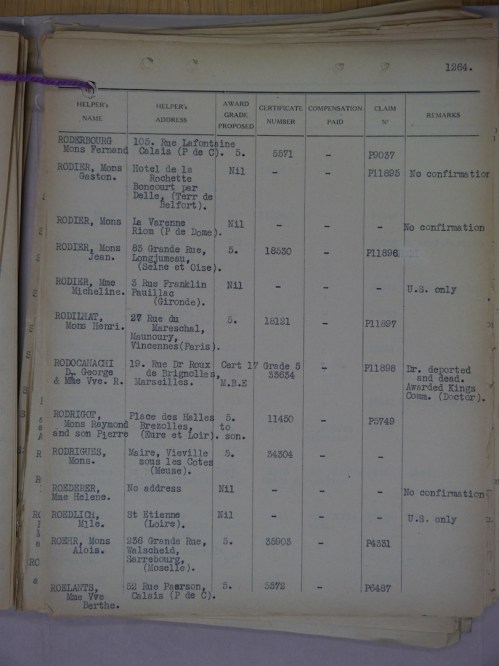 1264.
HELPER'S NAME HELPER'S ADDRESS AWARD GRADE PROPOSED CERTIFICATE NUMBER COMPENSATION PAID CLAIM Nº REMARKS
RODERBOURG 105. Rue Lafontaine
Mons Fernand Calais (P de C). 5. 5571 - P9037
RODIER, Mons Hotel de la Nil - - P11895 No confirmation
Gaston. Rochette
Boncourt par
Delle, (Terr de
Belfort).
RODIER, Mons La Varenne Nil - No confirmation
Riom (P de Dome).
RODIER, Mons 83 Grande Rue, 5. 18530 - P11896
Jean. Longjumeau,
(Seine et Oise).
RODIER, Mme 3 Rue Franklin Nil - - - U.S. only
Micheline. Pauillac
(Gironde).
RODILHAT, 27 Rue du 5. 18121 - P11897
Mons Henri. Mareschal,
Maunoury,
Vincennes(Paris).
RODOCANACHI 19. Rue Dr Roux Cert 17 Grade 5 P11898 Dr. deported
D. George de Brignolles, 33634 - and dead.
& Mme Vve. R. Marseilles. M.B.E Awarded Kings
Comm. (Doctor).
RODRIGOT, Place des Halles 5. 11450 - P5749
Mons Raymond Brezolles, to
and son Pierre (Eure et Loir). son.
RODRIGUES, Maire, Vieville 5. 34304 - -
Mons. sous les Cotes
(Meuse).
ROEDERER, No address Nil - - - No confirmation
Mme Helene.
ROEDLICH, St Etienne Nil - - - U.S. only
Mlle. (Loire).
ROEHR, Mons 236 Grande Rue, 5. 35903 - P4331
Alois. Walscheid,
Sarrebourg,
(Moselle).
ROELANTS, 52 Rue Paerson, 5. 5572 - P6487
Mme Vve Calais (P de C).
Berthe.